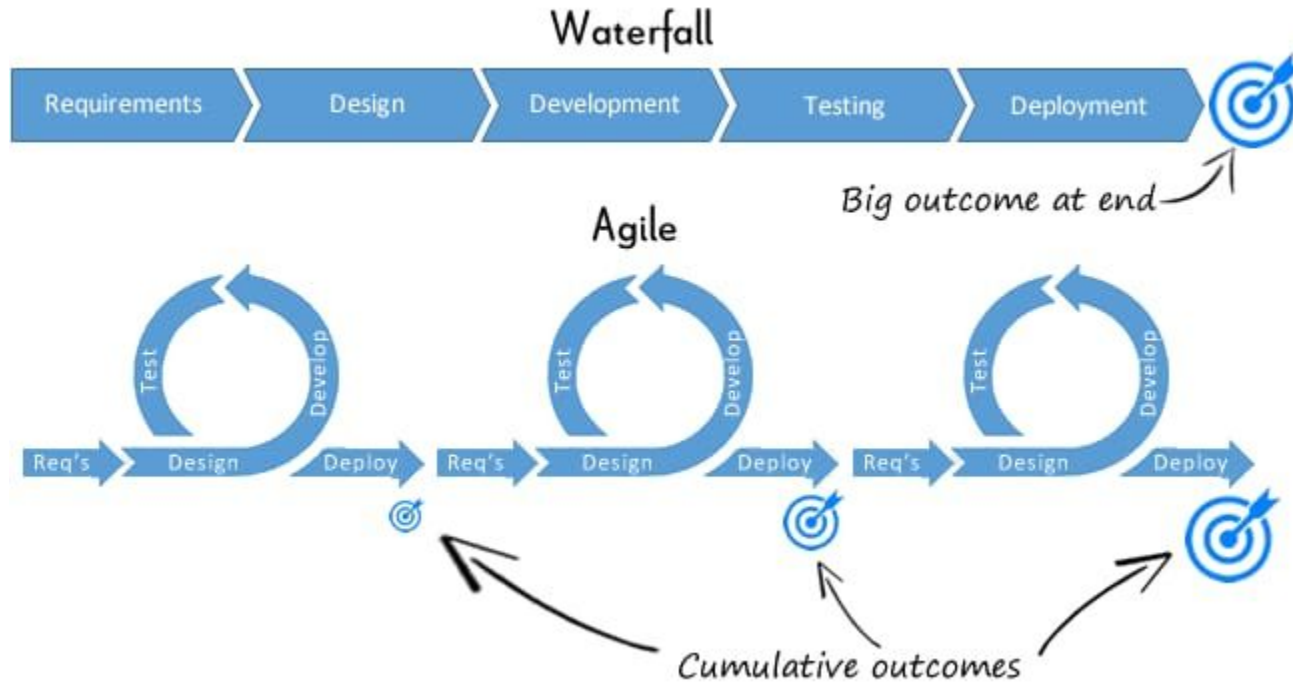 Waterfall
Requirements Design Development Testing Deployment
Big outcome at end
Agile
Test Develop Test Develop Test Develop
Req's Design Deploy Req's Design Deploy Req's Design Deploy
Cumulative outcomes